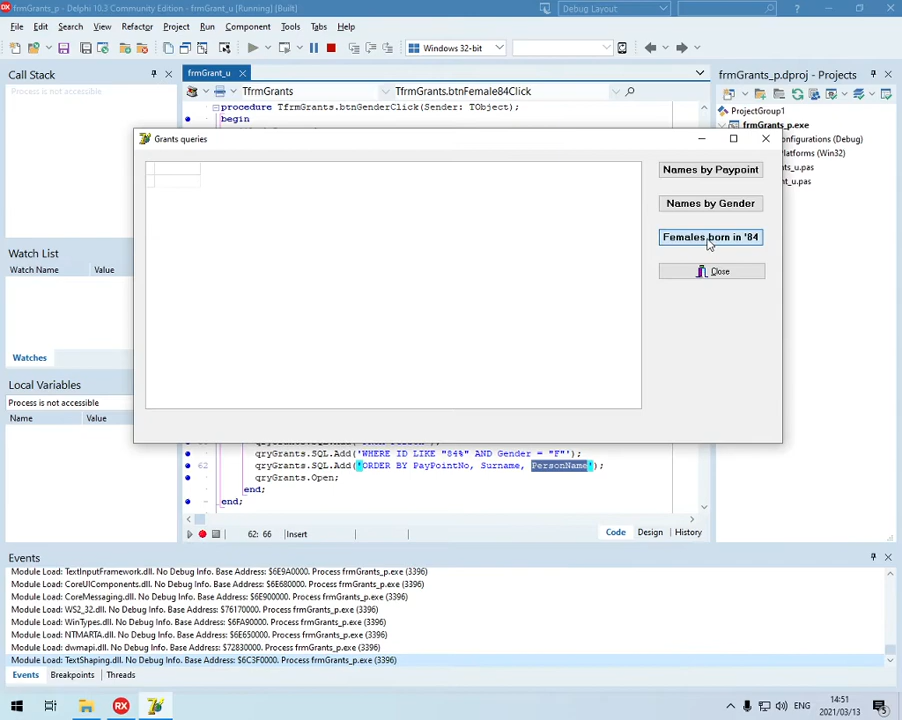 frmGrants_p - Delphi 10.3 Community Edition - frmGrant_u [Running] [Built]
Debug Layout
File Edit Search View Refactor Project Run Component Tools Tabs Help
Windows 32-bit
Call Stack
Process is not accessible
frmGrant_u
TfrmGrants
TfrmGrants.btnFemale84Click
procedure TfrmGrants.btnGenderClick(Sender: TObject);
begin
frmGrants_p.dproj - Projects
ProjectGroup1
frmGrants_p.exe
onfigurations (Debug)
Platforms (Win32)
ts_u.pas
t_u.pas
Grants queries
Names by Paypoint
Names by Gender
Females born in '84
Close
Watch List
Watch Name Value
Watches
Local Variables
Process is not accessible
Name Value
qryGrants.SQL.Add('WHERE ID LIKE "84%" AND Gender = "F"');
62 qryGrants.SQL.Add('ORDER BY PayPointNo, Surname, PersonName');
qryGrants.Open;
end;
end;
62: 66 Insert
Code Design History
Events
Module Load: TextInputFramework.dll. No Debug Info. Base Address: $6E9A0000. Process frmGrants_p.exe (3396)
Module Load: CoreUIComponents.dll. No Debug Info. Base Address: $6E680000. Process frmGrants_p.exe (3396)
Module Load: CoreMessaging.dll. No Debug Info. Base Address: $6E900000. Process frmGrants_p.exe (3396)
Module Load: WS2_32.dll. No Debug Info. Base Address: $76170000. Process frmGrants_p.exe (3396)
Module Load: WinTypes.dll. No Debug Info. Base Address: $6FA90000. Process frmGrants_p.exe (3396)
Module Load: NTMARTA.dll. No Debug Info. Base Address: $6E650000. Process frmGrants_p.exe (3396)
Module Load: dwmapi.dll. No Debug Info. Base Address: $72830000. Process frmGrants_p.exe (3396)
Module Load: TextShaping.dll. No Debug Info. Base Address: $6C3F0000. Process frmGrants_p.exe (3396)
Events Breakpoints Threads
ENG
14:51
2021/03/13